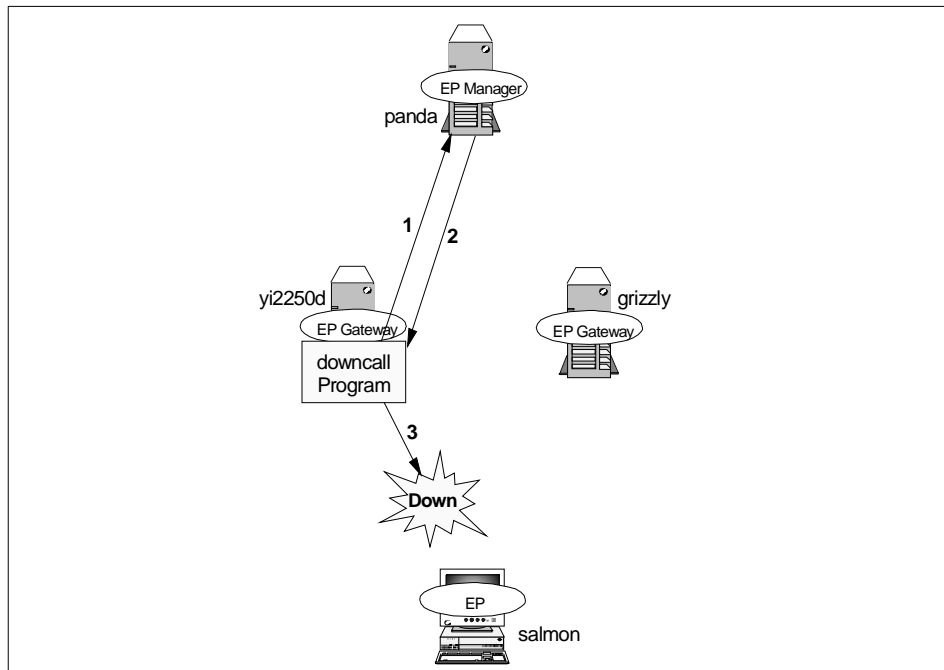 EP Manager
panda
1
2
yi2250d
grizzly
EP Gateway
EP Gateway
downcall
Program
3
Down
EP
salmon